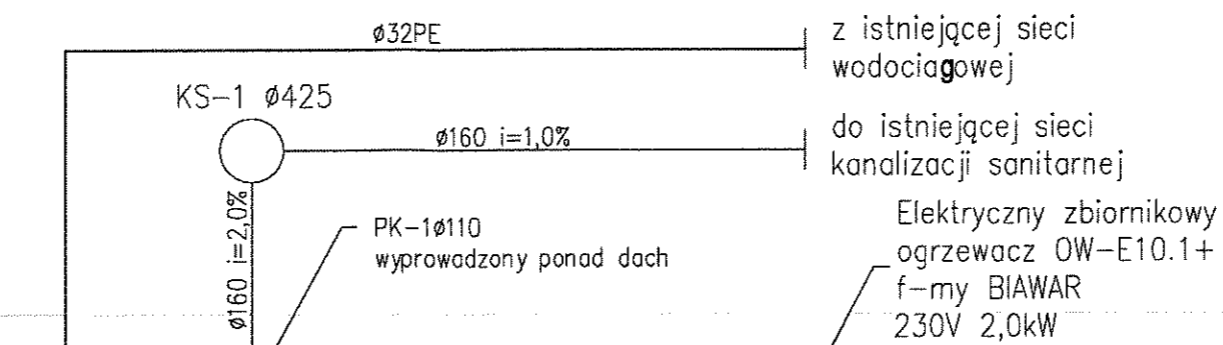 ø32PE
z istniejącej sieci
wodociagowej
KS-1 ø425
ø160 i=1,0%
do istniejącej sieci
kanalizacji sanitarnej
ø160 i=2,0%
PK-1ø110
wyprowadzony ponad dach
Elektryczny zbiornikowy
ogrzewacz OW-E10.1+
f-my BIAWAR
230V 2,0kW